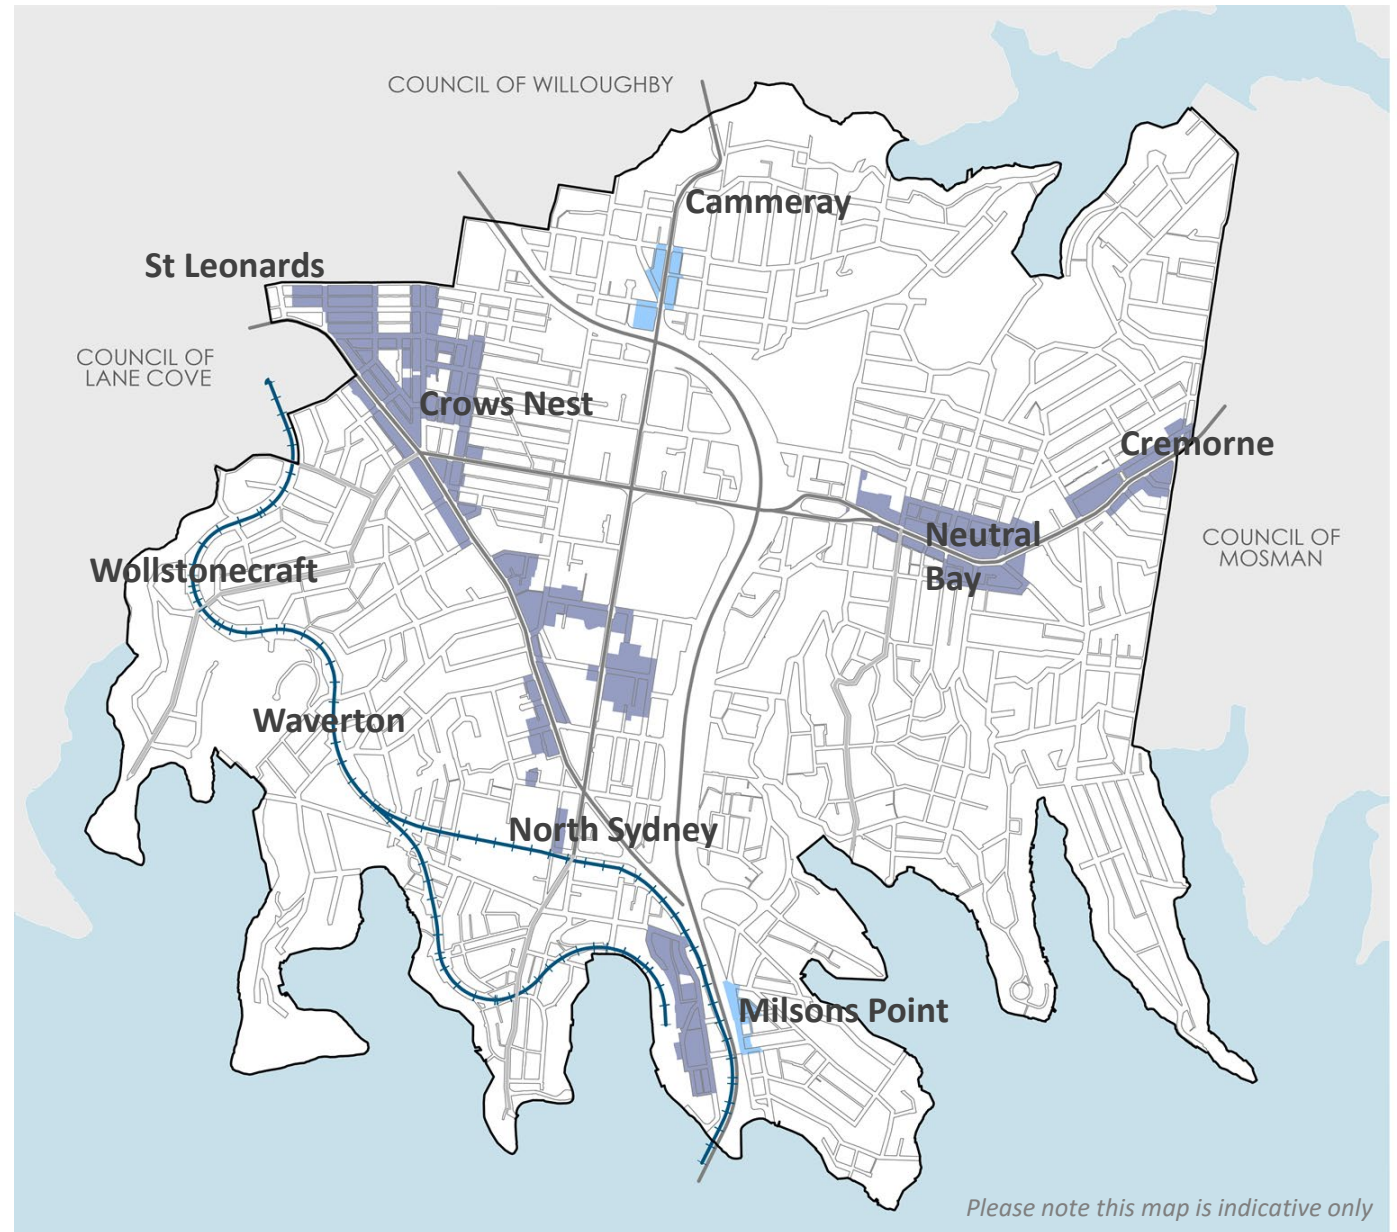 COUNCIL OF WILLOUGHBY
Cammeray
St Leonards
COUNCIL OF
LANE COVE
Crows Nest
Cremorne
Neutral
Bay
COUNCIL OF
MOSMAN
Wollstonecraft
Waverton
North Sydney
Milsons Point
Please note this map is indicative only